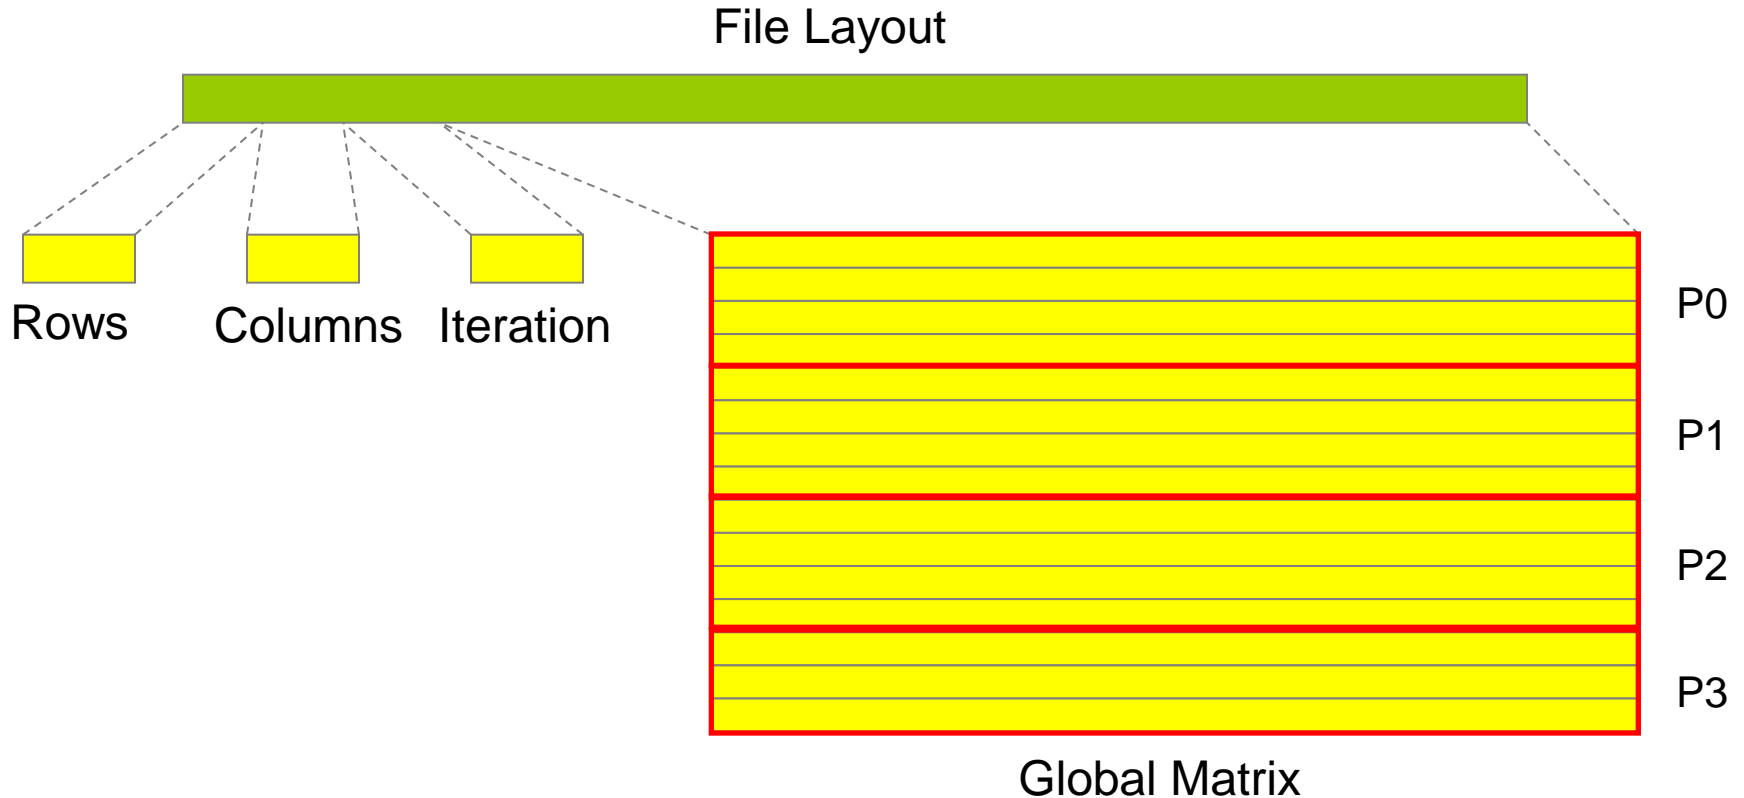 File Layout
Rows
Columns
Iteration
P0
P1
P2
P3
Global Matrix